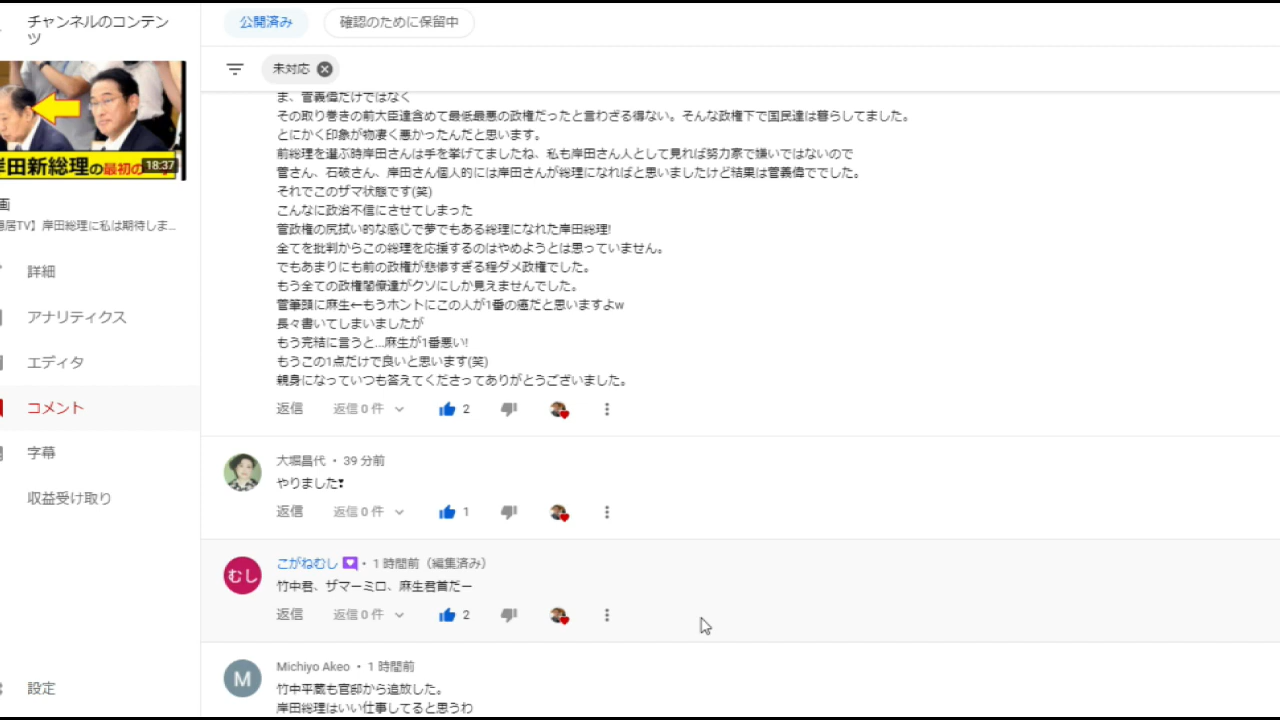 チャンネルのコンテン
ツ
公開済み
確認のために保留中
未対応
18:37
岸田新総理の最初の
画
隠居TV】岸田総理に私は期待しま...
詳細
アナリティクス
エディタ
コメント
字幕
収益受け取り
設定
ま、菅義偉だけではなく
その取り巻きの前大臣達含めて最低最悪の政権だったと言わざる得ない。そんな政権下で国民達は暮らしてました。
とにかく印象が物凄く悪かったんだと思います。
前総理を選ぶ時岸田さんは手を挙げてましたね、私も岸田さん人として見れば努力家で嫌いではないので
菅さん、石破さん、岸田さん個人的には岸田さんが総理になればと思いましたけど結果は菅義偉ででした。
それでこのザマ状態です(笑)
こんなに政治不信にさせてしまった
菅政権の尻拭い的な感じで夢でもある総理になれた岸田総理!
全てを批判からこの総理を応援するのはやめようとは思っていません。
でもあまりにも前の政権が悲惨すぎる程ダメ政権でした。
もう全ての政権閣僚達がクソにしか見えませんでした。
菅筆頭に麻生←もうホントにこの人が1番の癌だと思いますよw
長々書いてしまいましたが
もう完結に言うと...麻生が1番悪い!
もうこの1点だけで良いと思います(笑)
親身になっていつも答えてくださってありがとうございました。
返信 返信 0 件 2
大堀昌代 • 39 分前
やりました❣
返信 返信 0 件 1
むし
こがねむし • 1 時間前（編集済み）
竹中君、ザマーミロ、麻生君首だー
返信 返信 0 件 2
M
Michiyo Akeo • 1 時間前
竹中平蔵も官邸から追放した。
岸田総理はいい仕事してると思うわ